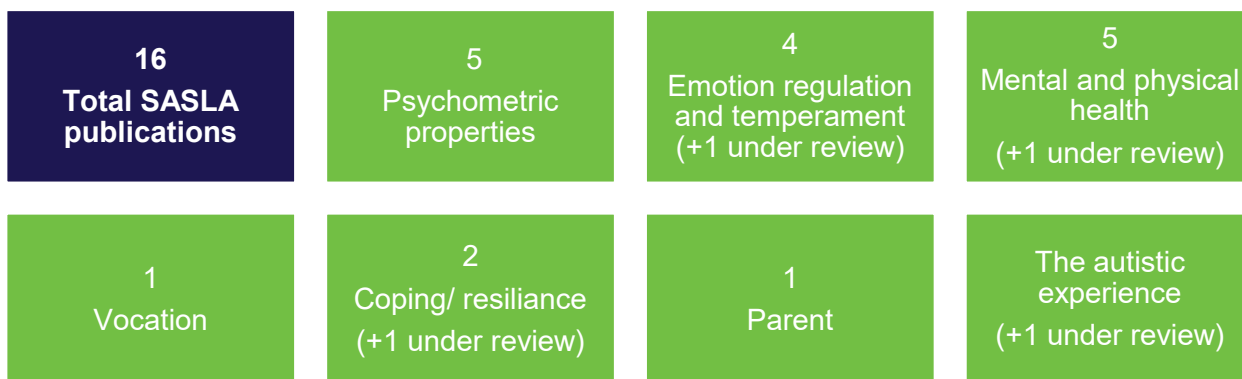 16
Total SASLA
publications
5
Psychometric
properties
4
Emotion regulation
and temperament
(+1 under review)
5
Mental and physical
health
(+1 under review)
1
Vocation
2
Coping/ resiliance
(+1 under review)
1
Parent
The autistic
experience
(+1 under review)